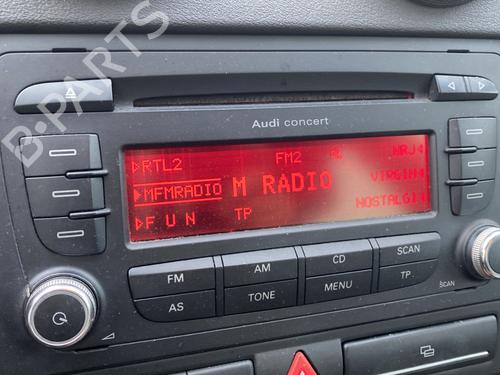 B-PARTS
Audi concert
▷RTL2 FM2 NRJ◁
▶MFMRADIO M RADIO VIRGIN◁
▷F U N TP NOSTALGI◁
FM AM CD SCAN
AS TONE MENU TP
SCAN